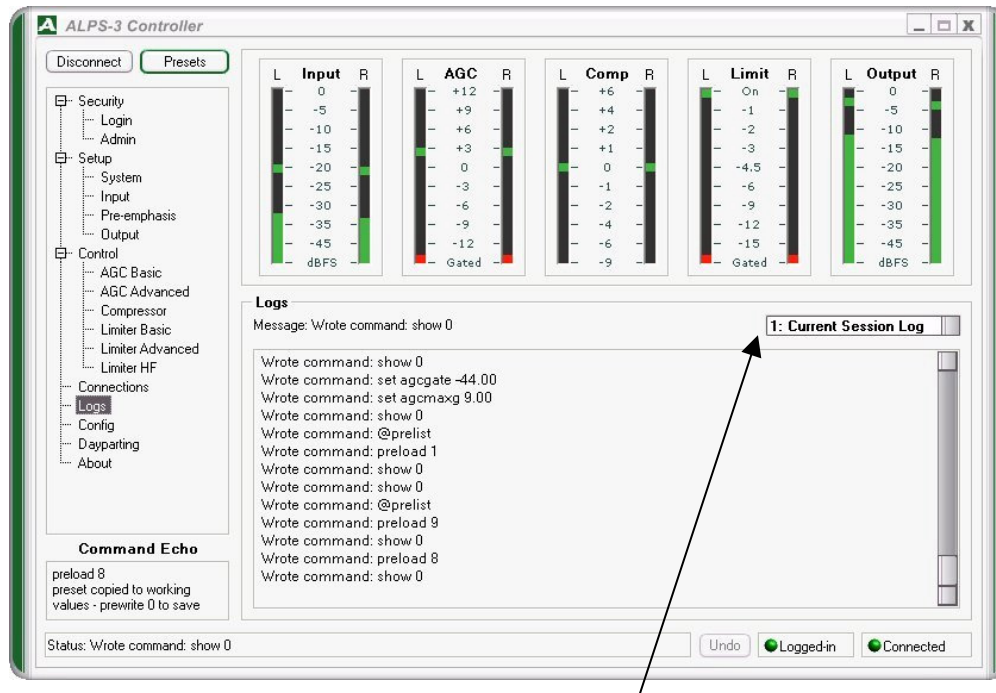 ALPS-3 Controller
Disconnect Presets
Security
Login
Admin
Setup
System
Input
Pre-emphasis
Output
Control
AGC Basic
AGC Advanced
Compressor
Limiter Basic
Limiter Advanced
Limiter HF
Connections
Logs
Config
Dayparting
About
Command Echo
preload 8
preset copied to working
values - prewrite 0 to save
L Input R
0
-5
-10
-15
-20
-25
-30
-35
-45
dBFS
L AGC R
+12
+9
+6
+3
0
-3
-6
-9
-12
Gated
L Comp R
+6
+4
+2
+1
0
-1
-2
-4
-6
-9
L Limit R
On
-1
-2
-3
-4.5
-6
-9
-12
-15
Gated
L Output R
0
-5
-10
-15
-20
-25
-30
-35
-45
dBFS
Logs
Message: Wrote command: show 0
1: Current Session Log
Wrote command: show 0
Wrote command: set agcgate -44.00
Wrote command: set agcmaxg 9.00
Wrote command: show 0
Wrote command: @prelist
Wrote command: preload 1
Wrote command: show 0
Wrote command: show 0
Wrote command: @prelist
Wrote command: preload 9
Wrote command: show 0
Wrote command: preload 8
Wrote command: show 0
Status: Wrote command: show 0
Undo Logged-in Connected